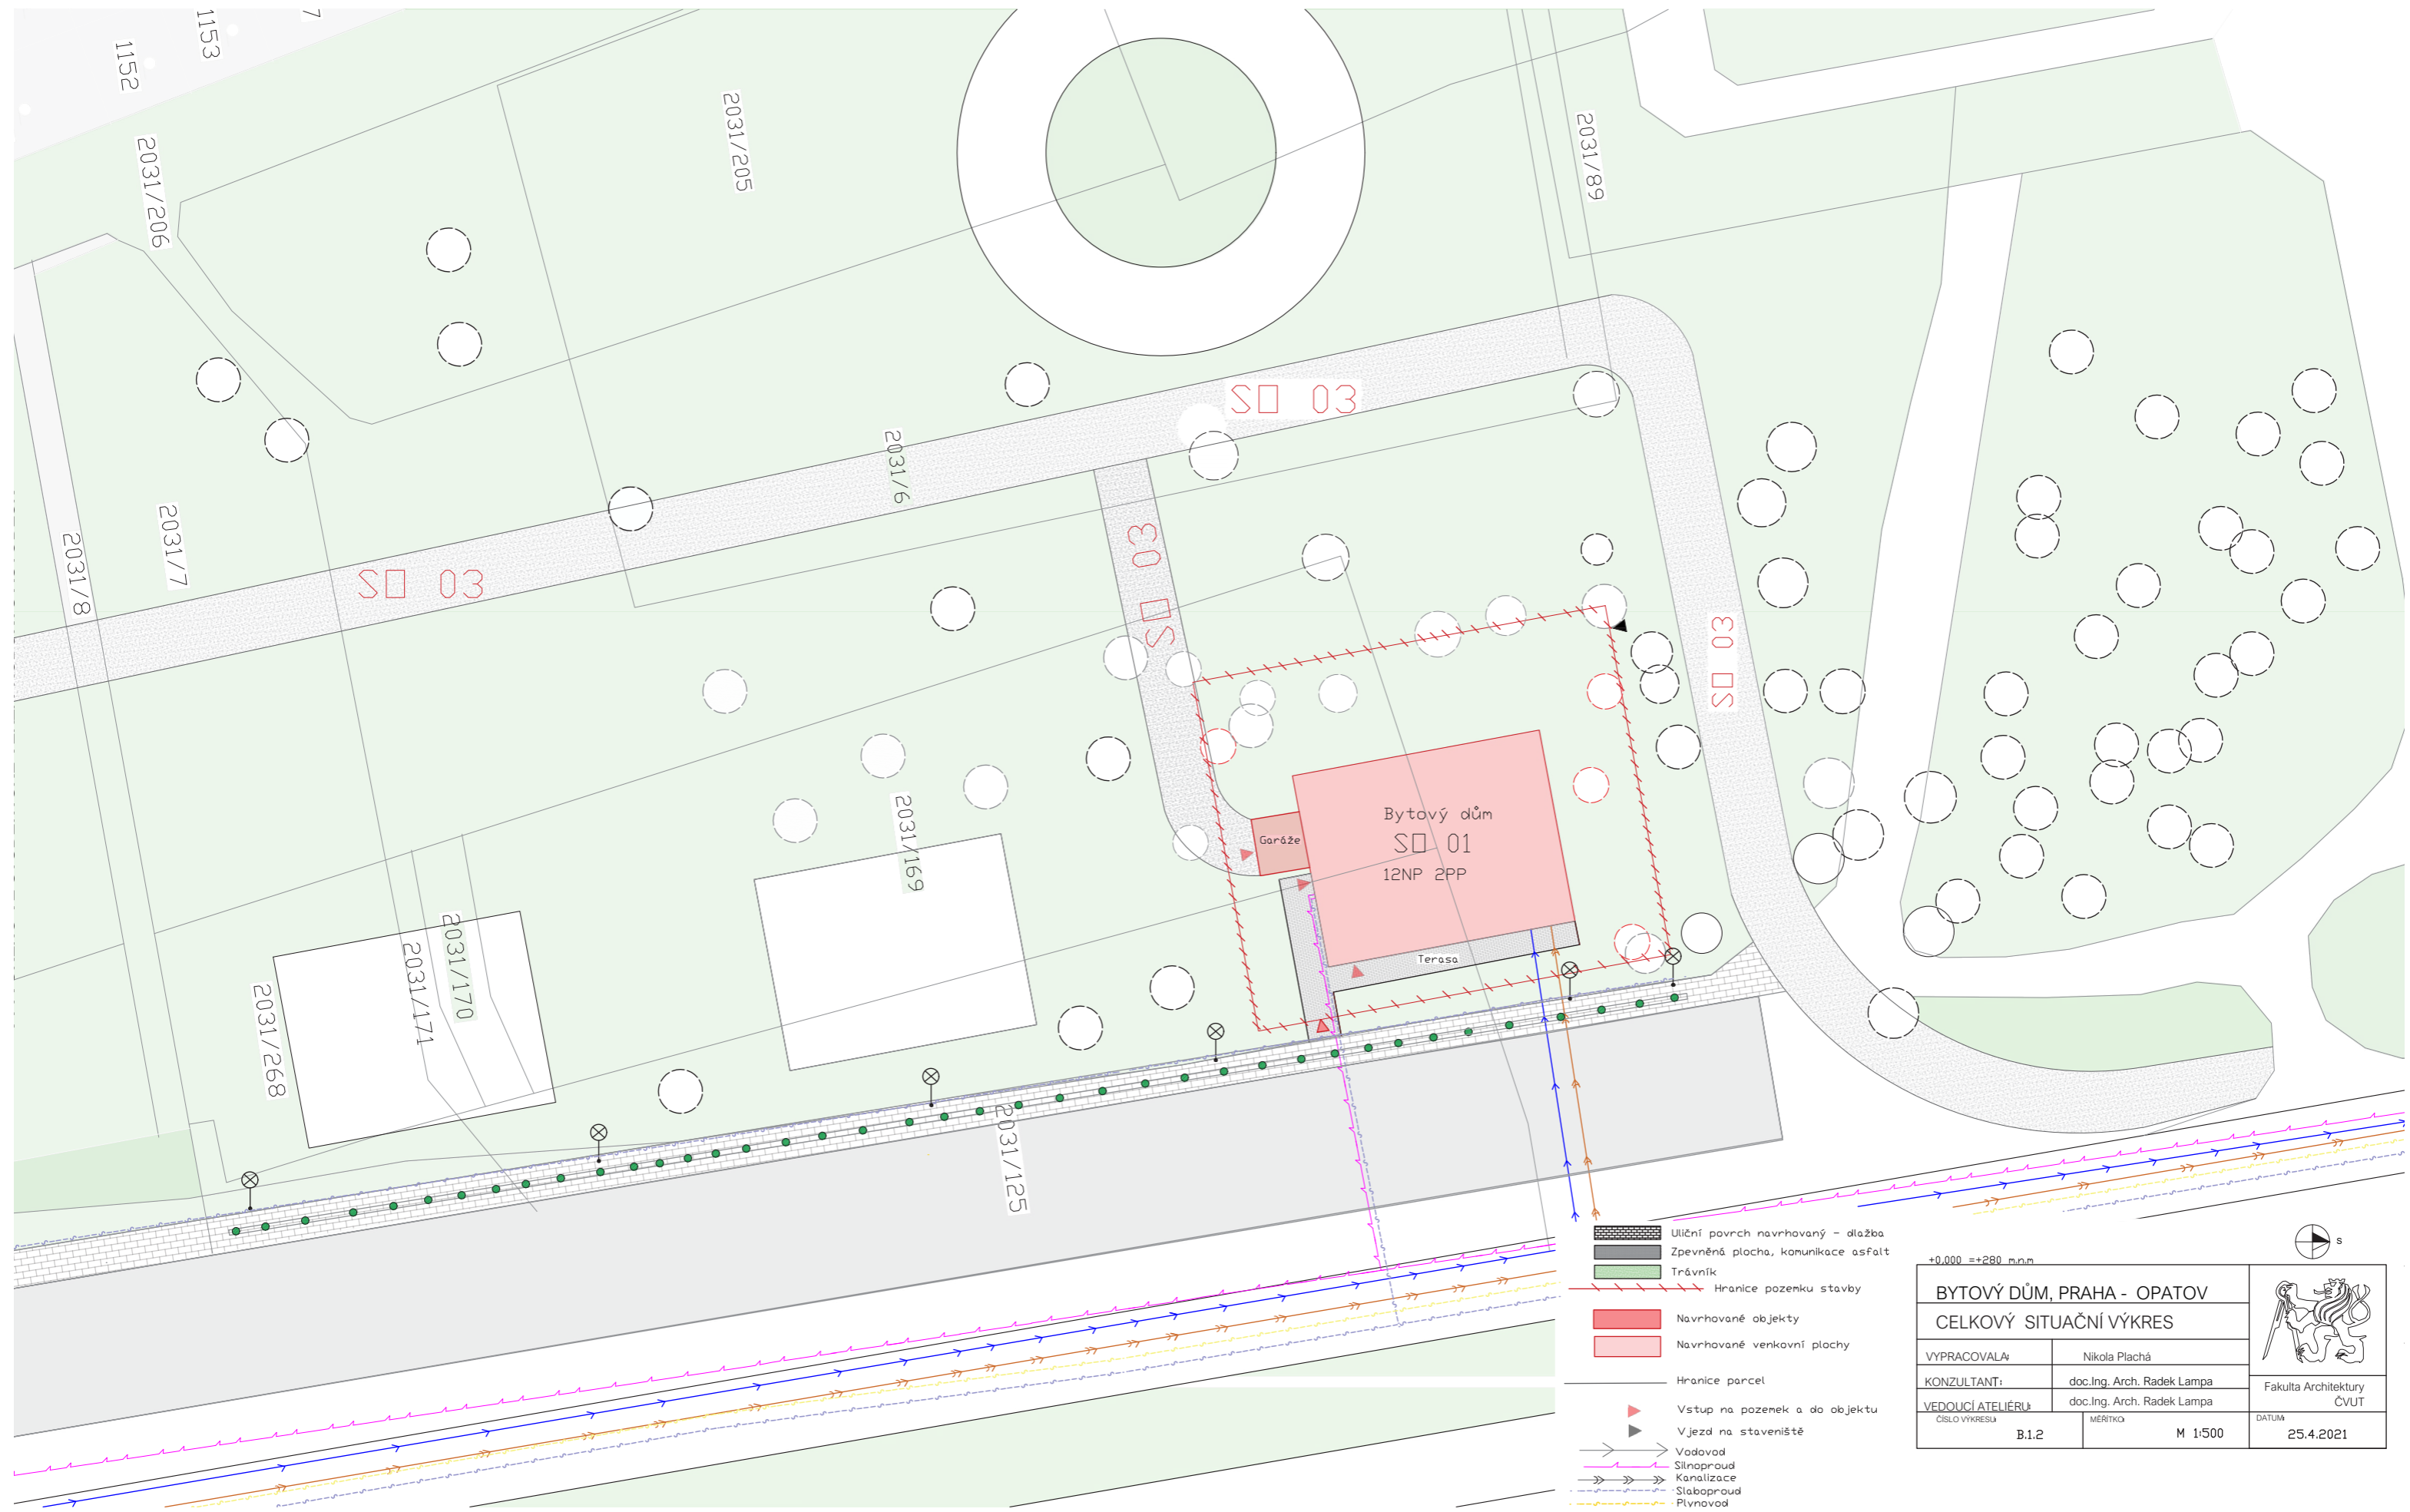 1152
1153
7
2031/206
2031/205
2031/89
SO 03
2031/6
SO 03
2031/7
2031/8
SO 03
SO 03
2031/169
Bytový dům
SO 01
12NP 2PP
Garáže
Terasa
2031/170
2031/171
2031/268
2031/125
Uliční povrch navrhovaný - dlažba
Zpevněná plocha, komunikace asfalt
Trávník
Hranice pozemku stavby
Navrhované objekty
Navrhované venkovní plochy
Hranice parcel
Vstup na pozemek a do objektu
Vjezd na staveniště
Vodovod
Silnoproud
Kanalizace
Slaboproud
Plynovod
S
+0,000 =+280 m.n.m
BYTOVÝ DŮM, PRAHA - OPATOV
CELKOVÝ SITUAČNÍ VÝKRES
VYPRACOVALA: Nikola Plachá
KONZULTANT: doc.Ing. Arch. Radek Lampa
VEDOUCÍ ATELIÉRU: doc.Ing. Arch. Radek Lampa
Fakulta Architektury
ČVUT
ČÍSLO VÝKRESU: B.1.2
MĚŘÍTKO: M 1:500
DATUM: 25.4.2021